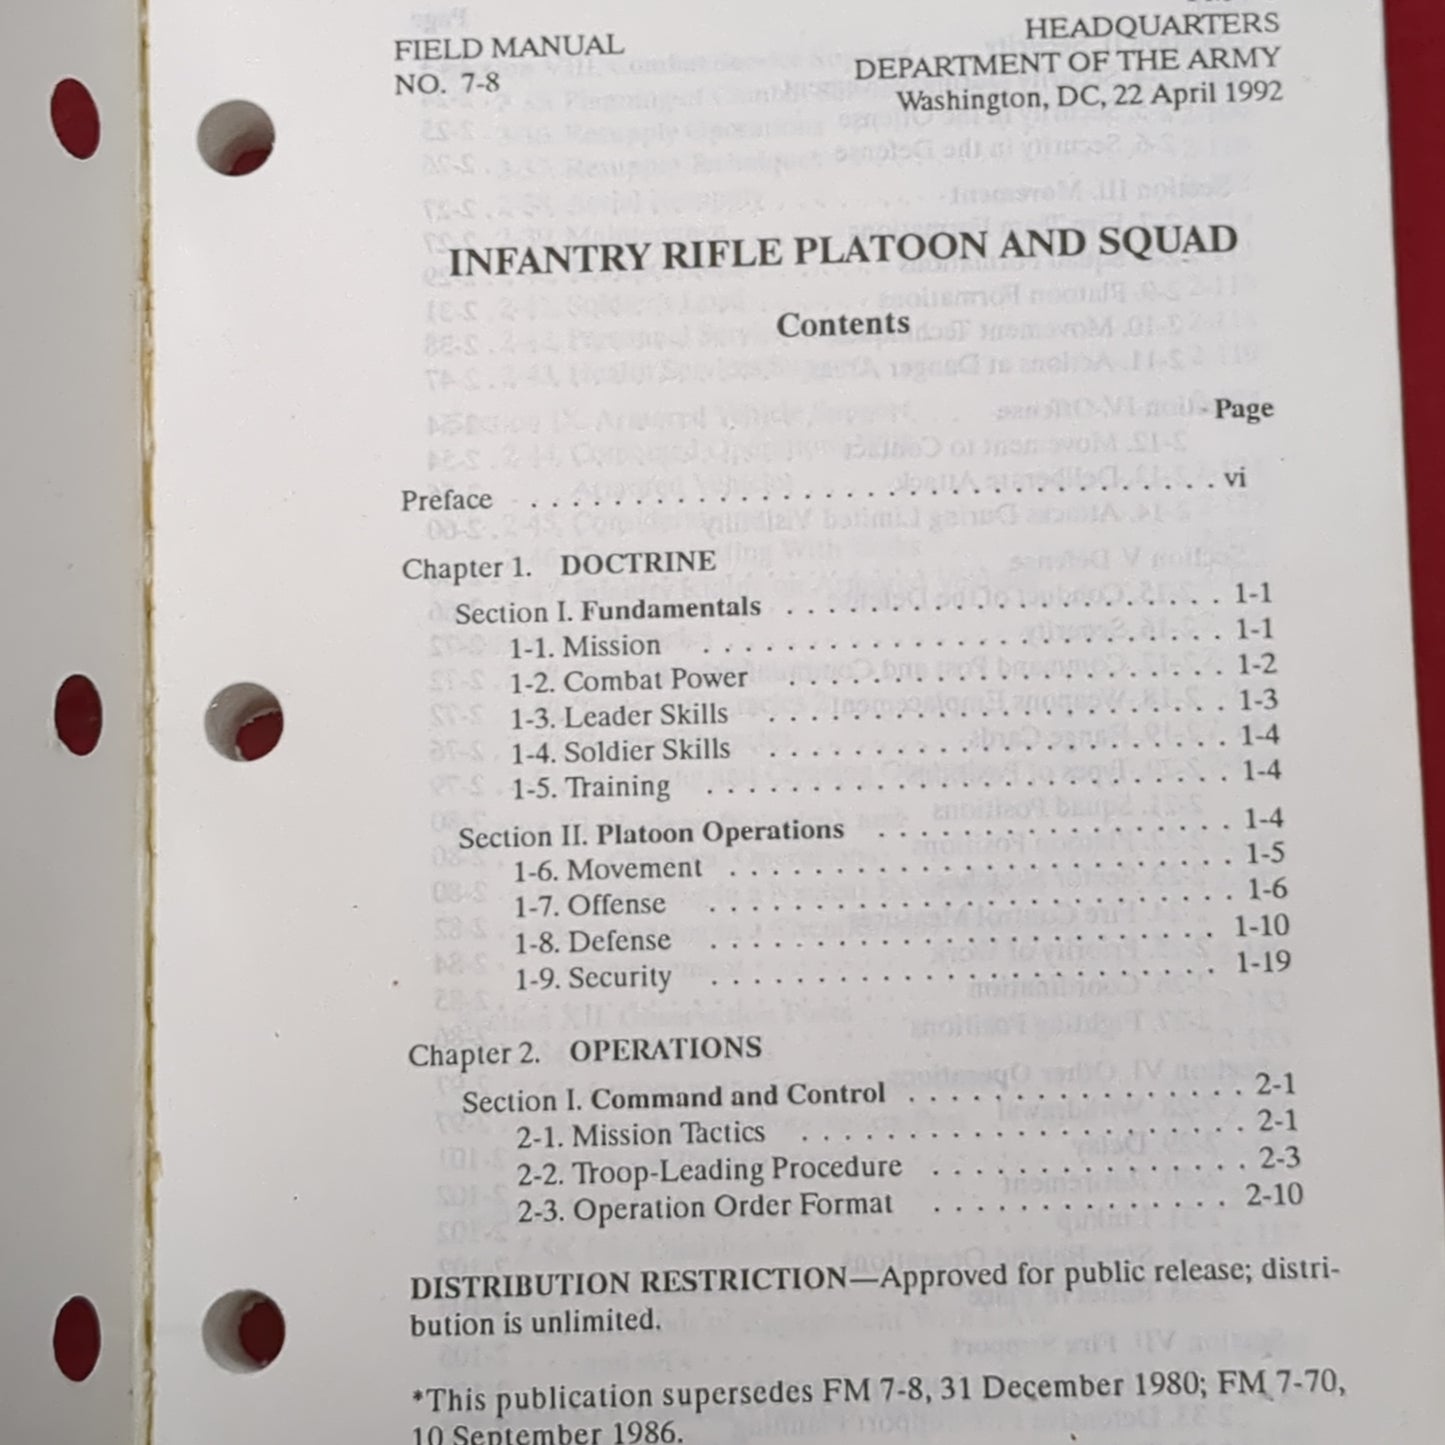 FIELD MANUAL
NO. 7-8
HEADQUARTERS
DEPARTMENT OF THE ARMY
Washington, DC, 22 April 1992
INFANTRY RIFLE PLATOON AND SQUAD
Contents
Page
Preface . . . . . . . . . . . . . . . . . . . . . . . . . vi
Chapter 1. DOCTRINE
Section I. Fundamentals . . . . . . . . . . . . . . . . . . . 1-1
1-1. Mission . . . . . . . . . . . . . . . . . . . . . . 1-1
1-2. Combat Power . . . . . . . . . . . . . . . . . . 1-2
1-3. Leader Skills . . . . . . . . . . . . . . . . . . . 1-3
1-4. Soldier Skills . . . . . . . . . . . . . . . . . . . 1-4
1-5. Training . . . . . . . . . . . . . . . . . . . . . . 1-4
Section II. Platoon Operations . . . . . . . . . . . . . . . 1-4
1-6. Movement . . . . . . . . . . . . . . . . . . . . . 1-5
1-7. Offense . . . . . . . . . . . . . . . . . . . . . . 1-6
1-8. Defense . . . . . . . . . . . . . . . . . . . . . 1-10
1-9. Security . . . . . . . . . . . . . . . . . . . . . 1-19
Chapter 2. OPERATIONS
Section I. Command and Control . . . . . . . . . . . . . . 2-1
2-1. Mission Tactics . . . . . . . . . . . . . . . . . . 2-1
2-2. Troop-Leading Procedure . . . . . . . . . . . . . 2-3
2-3. Operation Order Format . . . . . . . . . . . . . 2-10
DISTRIBUTION RESTRICTION—Approved for public release; distri-
bution is unlimited.
*This publication supersedes FM 7-8, 31 December 1980; FM 7-70,
10 September 1986.